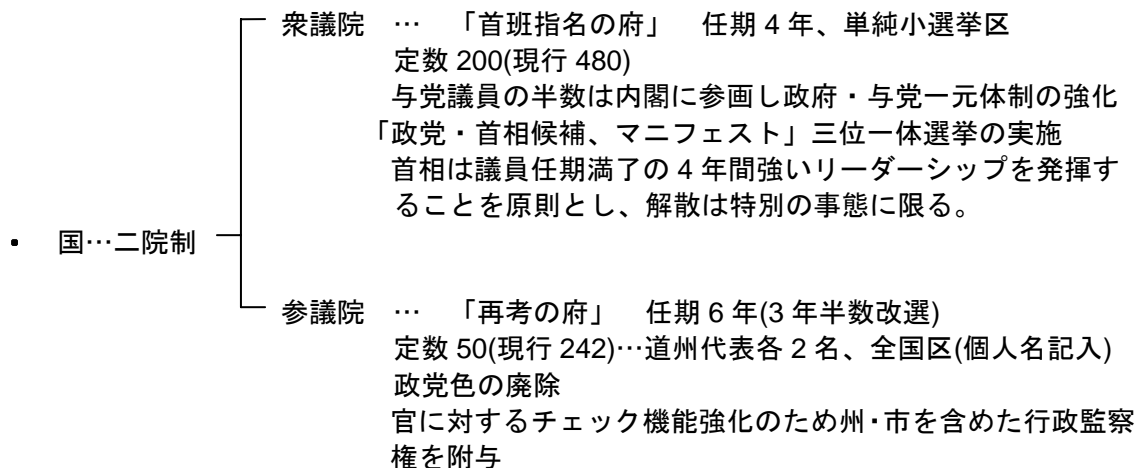 衆議院 … 「首班指名の府」 任期 4 年、単純小選挙区
定数 200(現行 480)
与党議員の半数は内閣に参画し政府・与党一元体制の強化
「政党・首相候補、マニフェスト」三位一体選挙の実施
首相は議員任期満了の 4 年間強いリーダーシップを発揮す
ることを原則とし、解散は特別の事態に限る。
・ 国…二院制
参議院 … 「再考の府」 任期 6 年(3 年半数改選)
定数 50(現行 242)…道州代表各 2 名、全国区(個人名記入)
政党色の廃除
官に対するチェック機能強化のため州・市を含めた行政監察
権を附与